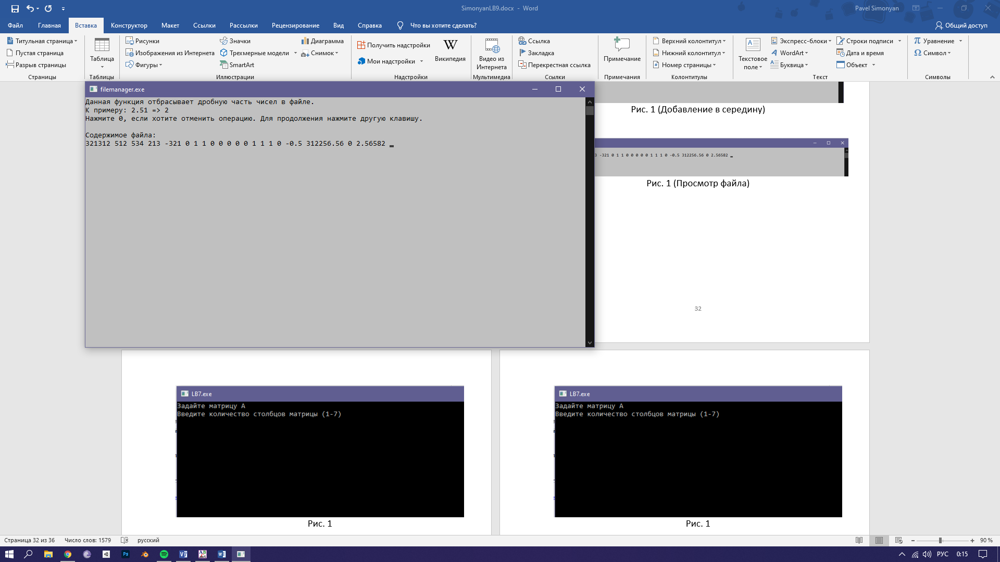 SimonyanLB9.docx - Word
Pavel Simonyan
Файл Главная Вставка Конструктор Макет Ссылки Рассылки Рецензирование Вид Справка Что вы хотите сделать? Общий доступ
Титульная страница
Пустая страница
Разрыв страницы
Страницы
Таблица
Таблицы
Рисунки
Изображения из Интернета
Фигуры
Значки
Трехмерные модели
SmartArt
Диаграмма
Снимок
Иллюстрации
Получить надстройки
Мои надстройки
W
Википедия
Надстройки
Видео из
Интернета
Мультимедиа
Ссылка
Закладка
Перекрестная ссылка
Ссылки
Примечание
Примечания
Верхний колонтитул
Нижний колонтитул
Номер страницы
Колонтитулы
Текстовое
поле
Экспресс-блоки
WordArt
Буквица
Строки подписи
Дата и время
Объект
Текст
Уравнение
Символ
Символы
filemanager.exe
Данная функция отбрасывает дробную часть чисел в файле.
К примеру: 2.51 => 2
Нажмите 0, если хотите отменить операцию. Для продолжения нажмите другую клавишу.
Содержимое файла:
321312 512 534 213 -321 0 1 1 0 0 0 0 0 1 1 1 0 -0.5 312256.56 0 2.56582
Рис. 1 (Добавление в середину)
3 -321 0 1 1 0 0 0 0 0 1 1 1 0 -0.5 312256.56 0 2.56582
Рис. 1 (Просмотр файла)
32
LB7.exe
Задайте матрицу A
Введите количество столбцов матрицы (1-7)
Рис. 1
LB7.exe
Задайте матрицу A
Введите количество столбцов матрицы (1-7)
Рис. 1
Страница 32 из 36 Число слов: 1579 русский 90 %
Ps
РУС 0:15